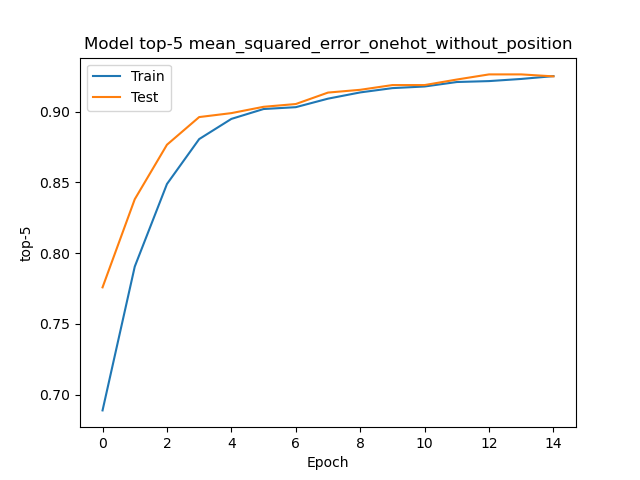 Model top-5 mean_squared_error_onehot_without_position
Train
Test
0.90
0.85
0.80
0.75
0.70
top-5
0 2 4 6 8 10 12 14
Epoch